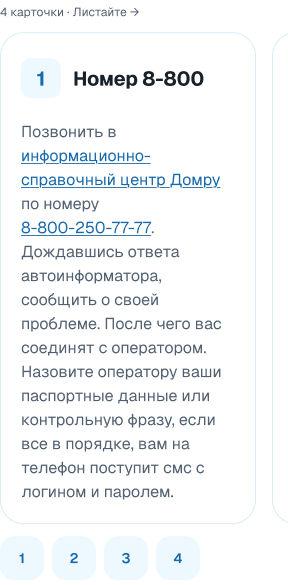 4 карточки · Листайте →
1 Номер 8-800
Позвонить в
информационно-
справочный центр Домру
по номеру
8-800-250-77-77.
Дождавшись ответа
автоинформатора,
сообщить о своей
проблеме. После чего вас
соединят с оператором.
Назовите оператору ваши
паспортные данные или
контрольную фразу, если
все в порядке, вам на
телефон поступит смс с
логином и паролем.
1 2 3 4